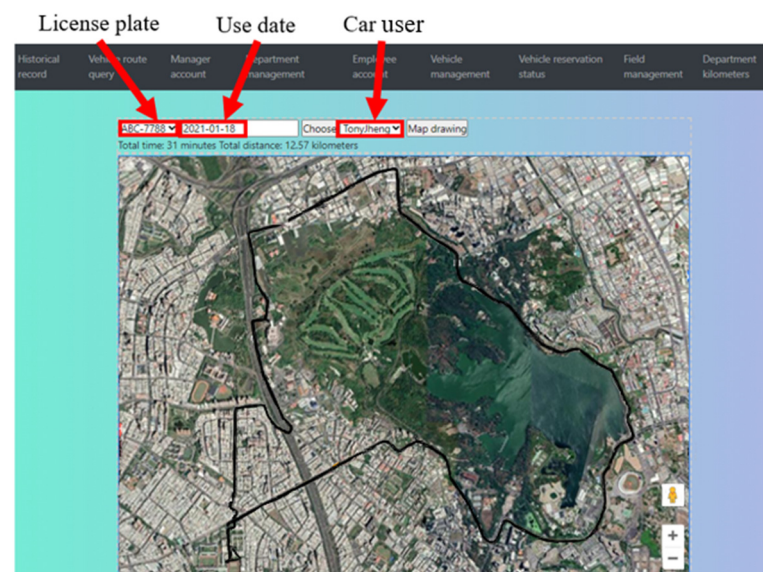 License plate Use date Car user
Historical Vehicle route Manager Department Employee Vehicle Vehicle reservation Field Department
record query account management account management status management kilometers
ABC-7788 2021-01-18 Choose TonyJheng Map drawing
Total time: 31 minutes Total distance: 12.57 kilometers
+
−